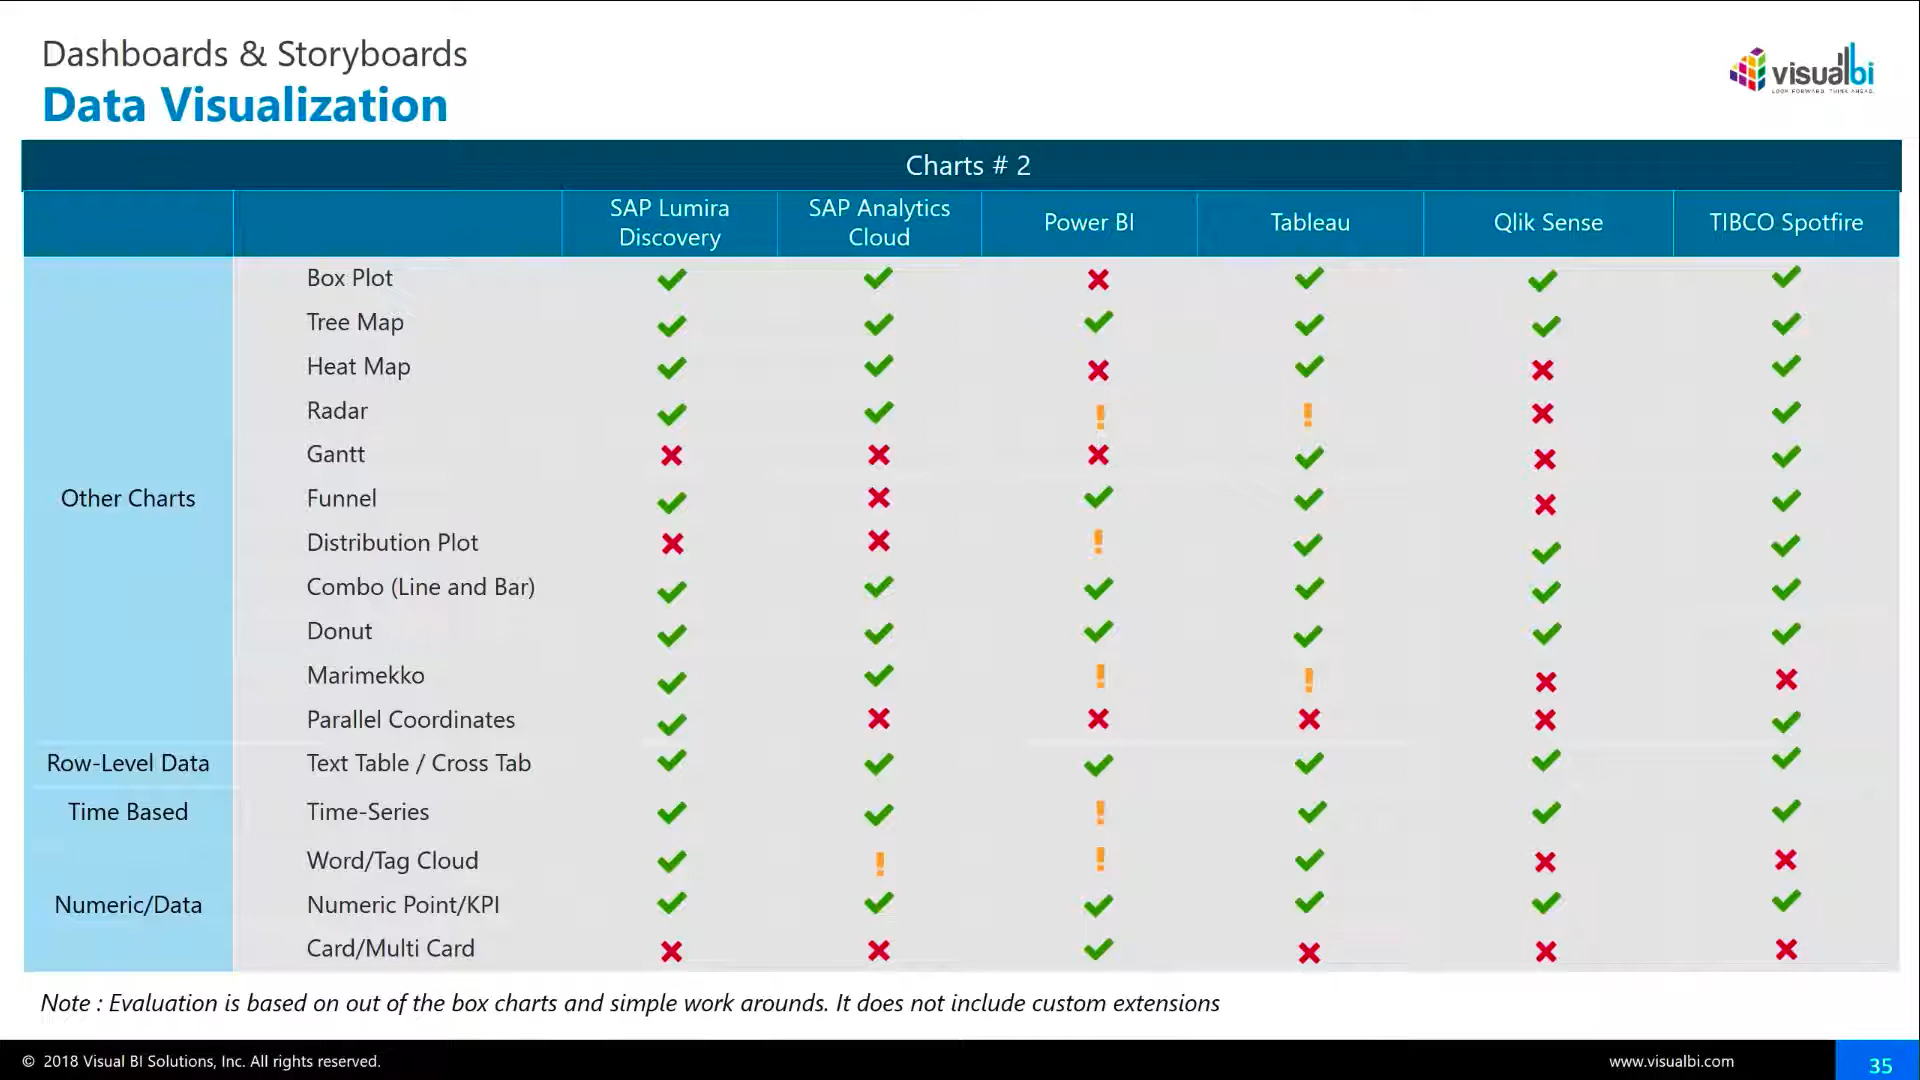 Dashboards & Storyboards
Data Visualization
visualbi
LOOK FORWARD. THINK AHEAD.
Charts # 2
SAP Lumira Discovery
SAP Analytics Cloud
Power BI
Tableau
Qlik Sense
TIBCO Spotfire
Box Plot
Tree Map
Heat Map
Radar
Gantt
Other Charts
Funnel
Distribution Plot
Combo (Line and Bar)
Donut
Marimekko
Parallel Coordinates
Row-Level Data
Text Table / Cross Tab
Time Based
Time-Series
Word/Tag Cloud
Numeric/Data
Numeric Point/KPI
Card/Multi Card
Note : Evaluation is based on out of the box charts and simple work arounds. It does not include custom extensions
© 2018 Visual BI Solutions, Inc. All rights reserved.
www.visualbi.com
35